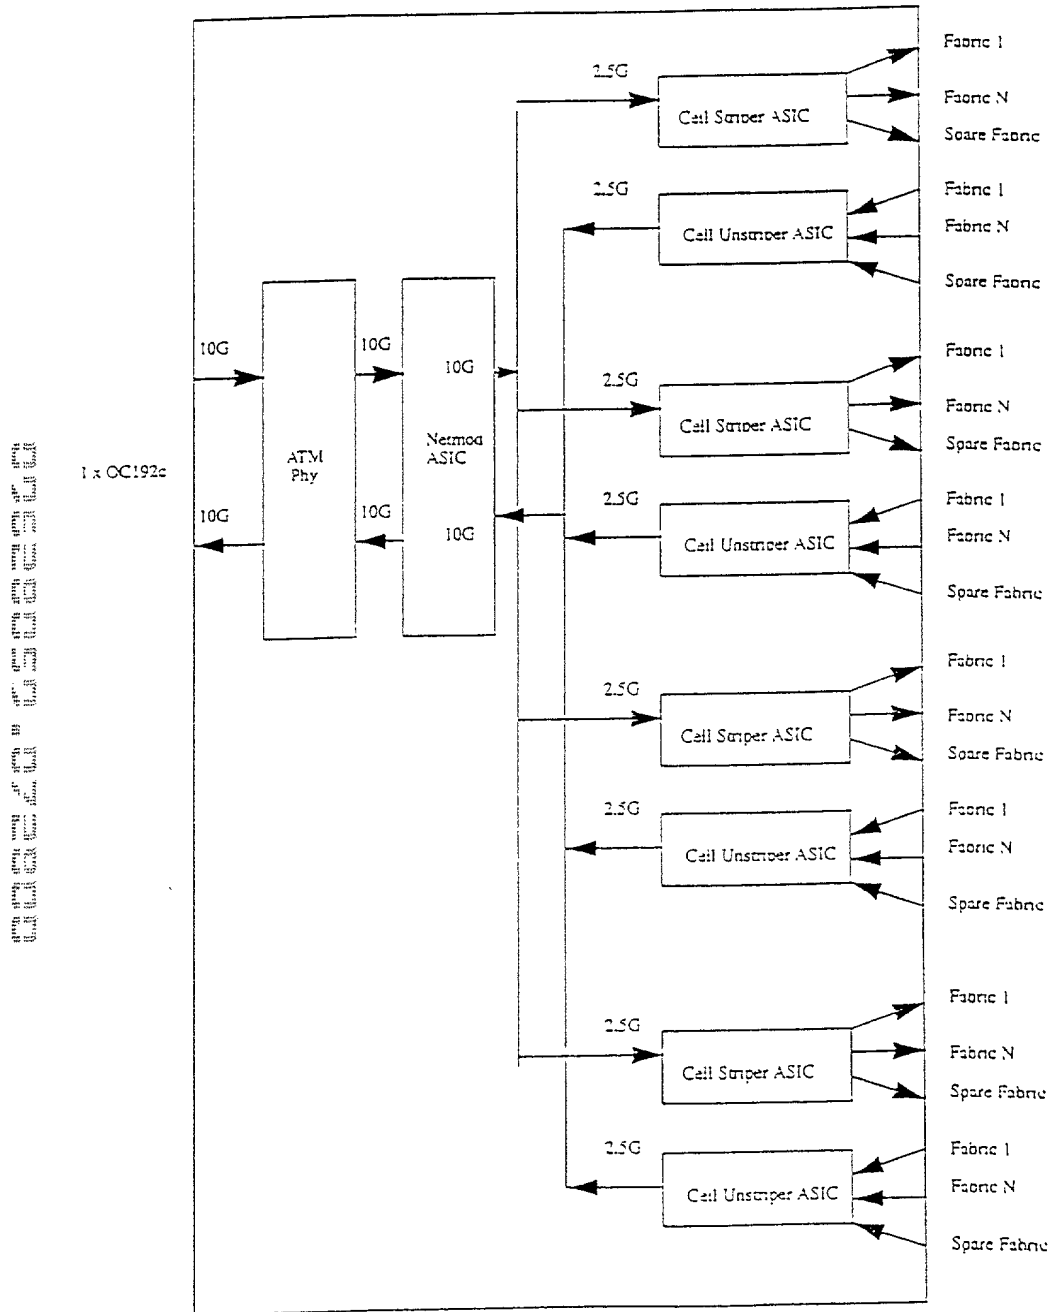 Fabric 1
2.5G
Fabric N
Cell Striper ASIC
Spare Fabric
Fabric 1
2.5G
Fabric N
Cell Unstriper ASIC
Spare Fabric
10G
10G
10G
Fabric 1
2.5G
Fabric N
Cell Striper ASIC
Spare Fabric
1 x OC192c
ATM
Phy
Netmod
ASIC
10G
10G
10G
2.5G
Fabric 1
Fabric N
Cell Unstriper ASIC
Spare Fabric
Fabric 1
2.5G
Fabric N
Cell Striper ASIC
Spare Fabric
Fabric 1
2.5G
Fabric N
Cell Unstriper ASIC
Spare Fabric
Fabric 1
2.5G
Fabric N
Cell Striper ASIC
Spare Fabric
Fabric 1
2.5G
Fabric N
Cell Unstriper ASIC
Spare Fabric